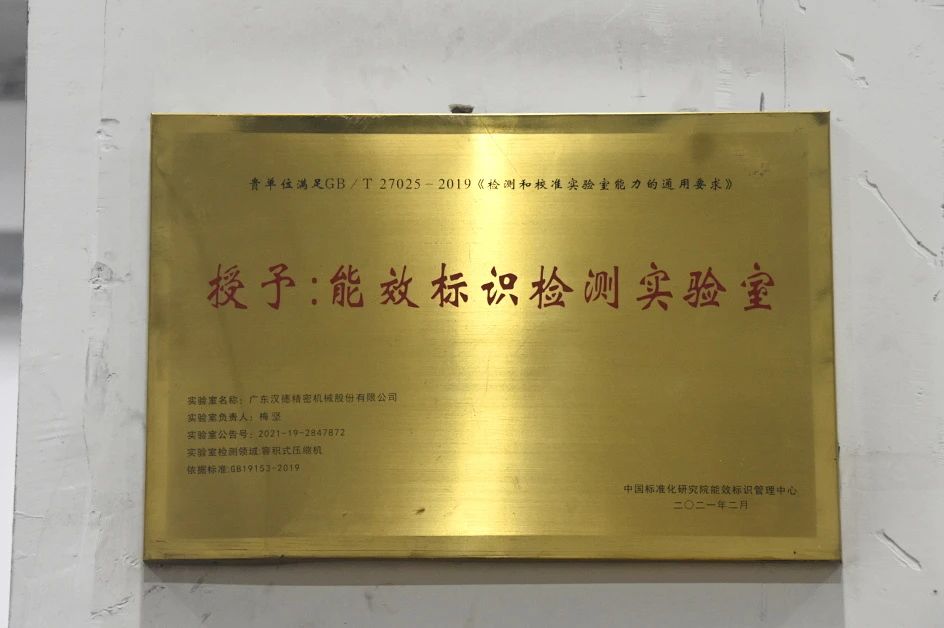 贵单位满足GB/T 27025-2019《检测和校准实验室能力的通用要求》
授予:能效标识检测实验室
实验室名称：广东汉德精密机械股份有限公司
实验室负责人：梅 坚
实验室公告号：2021-19-2847872
实验室检测领域:容积式压缩机
依据标准:GB19153-2019
中国标准化研究院能效标识管理中心
二〇二一年二月